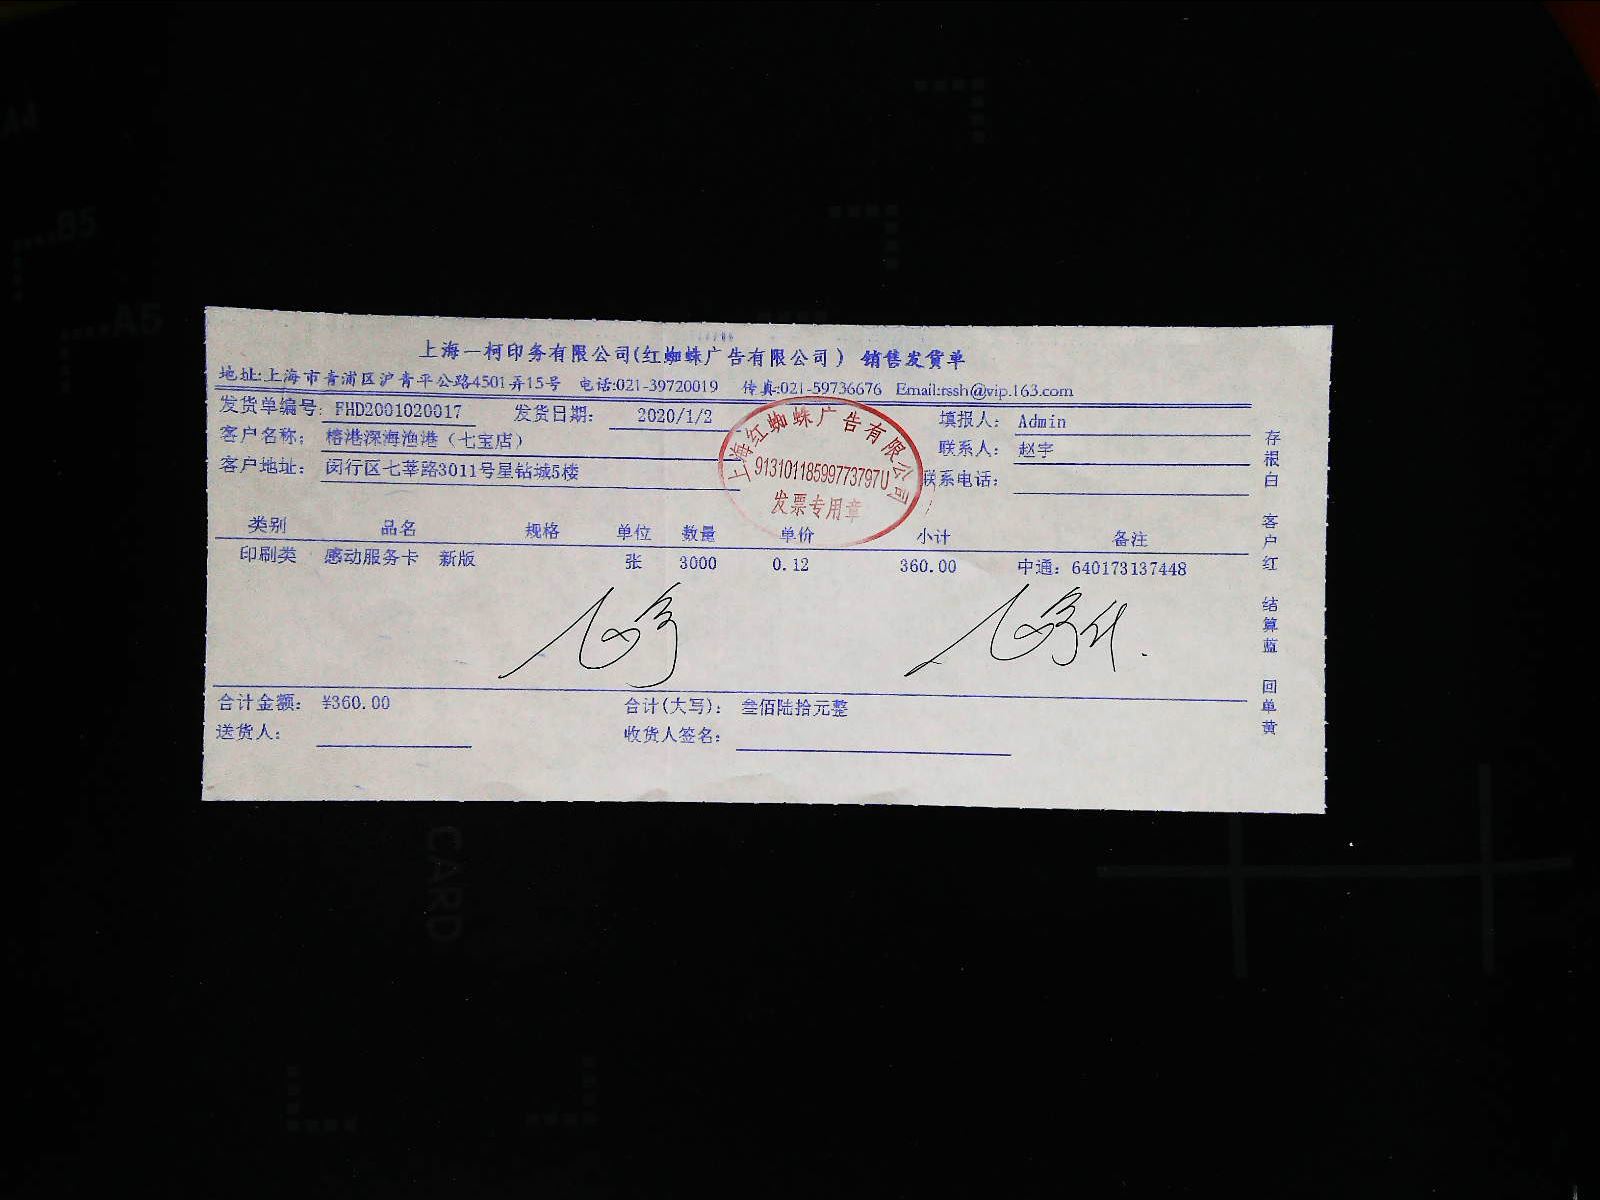 上海一柯印务有限公司(红蜘蛛广告有限公司) 销售发货单
地址:上海市青浦区沪青平公路4501弄15号 电话:021-39720019 传真:021-59736676 Email:rssh@vip.163.com
发货单编号: FHD2001020017 发货日期: 2020/1/2 填报人: Admin
客户名称: 榕港深海渔港（七宝店） 联系人: 赵宇
客户地址: 闵行区七莘路3011号星钻城5楼 联系电话:
上海红蜘蛛广告有限公司
91310118599773797U
发票专用章
类别 品名 规格 单位 数量 单价 小计 备注
印刷类 感动服务卡 新版 张 3000 0.12 360.00 中通: 640173137448
合计金额: ¥360.00 合计(大写): 叁佰陆拾元整
送货人: 收货人签名:
存根白 客户红 结算蓝 回单黄
A4
B5
A5
CARD